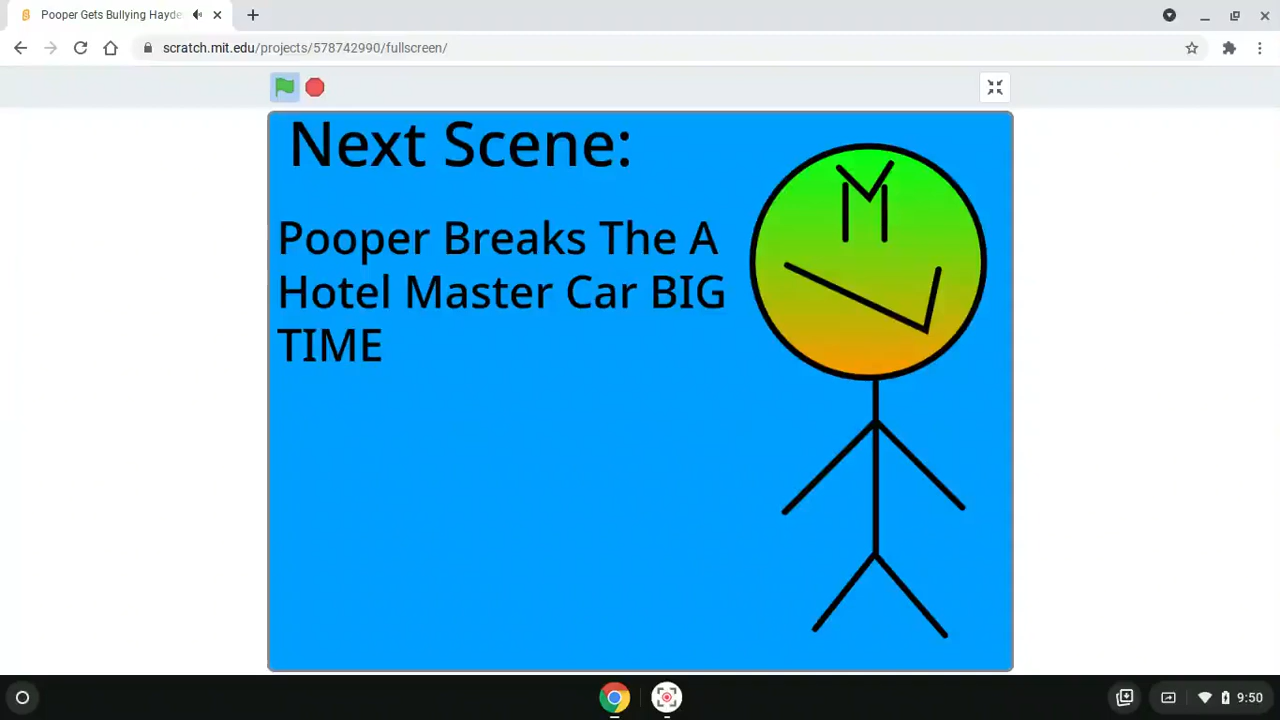 Pooper Gets Bullying Hayde
scratch.mit.edu/projects/578742990/fullscreen/
Next Scene:
Pooper Breaks The A
Hotel Master Car BIG
TIME
9:50